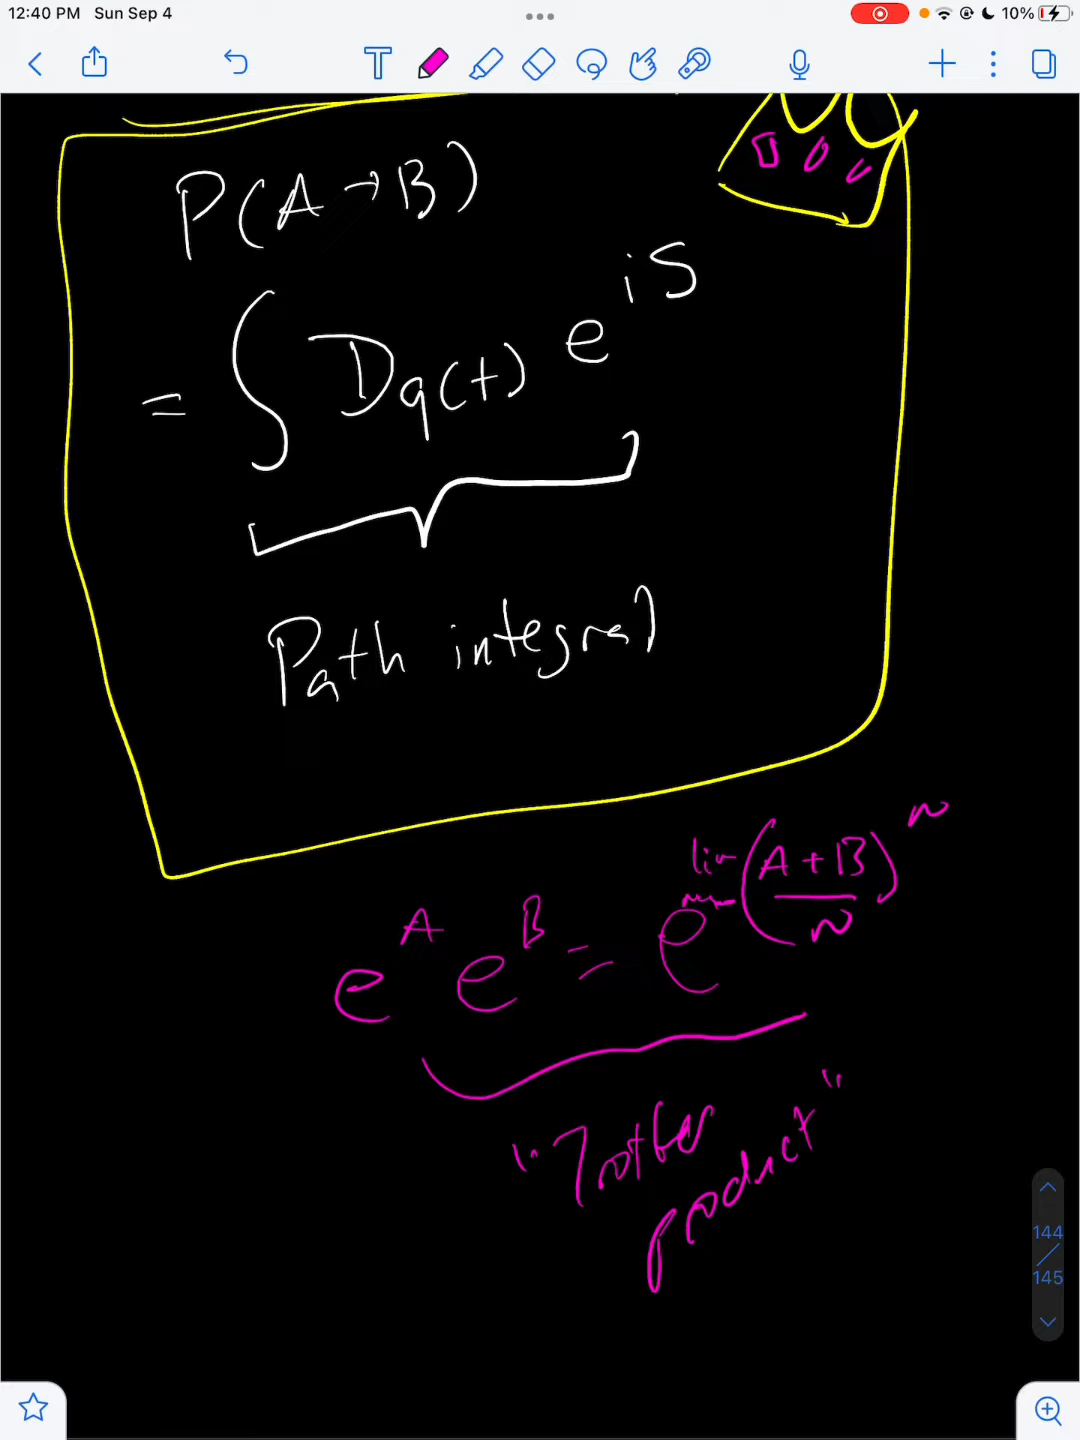 12:40 PM Sun Sep 4
10%
T
P(A→B)
= ∫ Dq(t) e^{iS}
Path integral
e^A e^B = e^{lim ((A+B)/N)^N}
"Trotter
product"
144
145